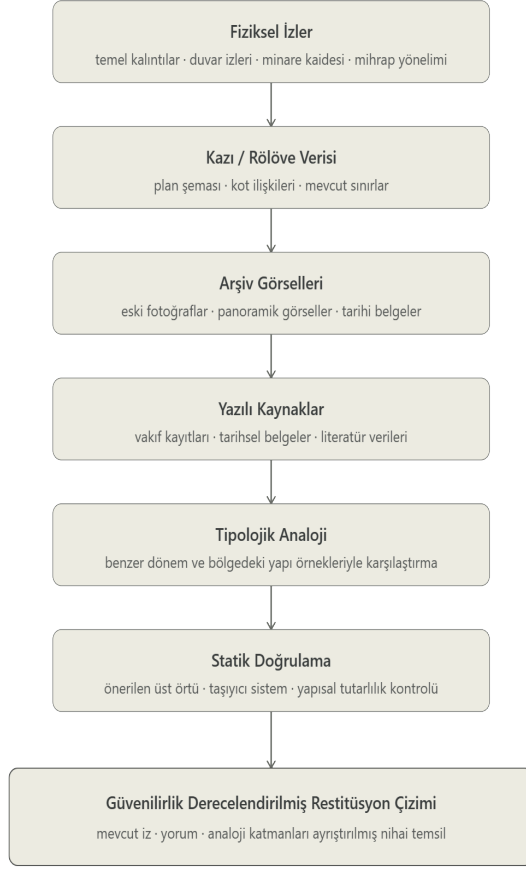 Fiziksel İzler
temel kalıntılar · duvar izleri · minare kaidesi · mihrap yönelimi
Kazı / Rölöve Verisi
plan şeması · kot ilişkileri · mevcut sınırlar
Arşiv Görselleri
eski fotoğraflar · panoramik görseller · tarihi belgeler
Yazılı Kaynaklar
vakıf kayıtları · tarihsel belgeler · literatür verileri
Tipolojik Analoji
benzer dönem ve bölgedeki yapı örnekleriyle karşılaştırma
Statik Doğrulama
önerilen üst örtü · taşıyıcı sistem · yapısal tutarlılık kontrolü
Güvenilirlik Derecelendirilmiş Restitüsyon Çizimi
mevcut iz · yorum · analoji katmanları ayrıştırılmış nihai temsil